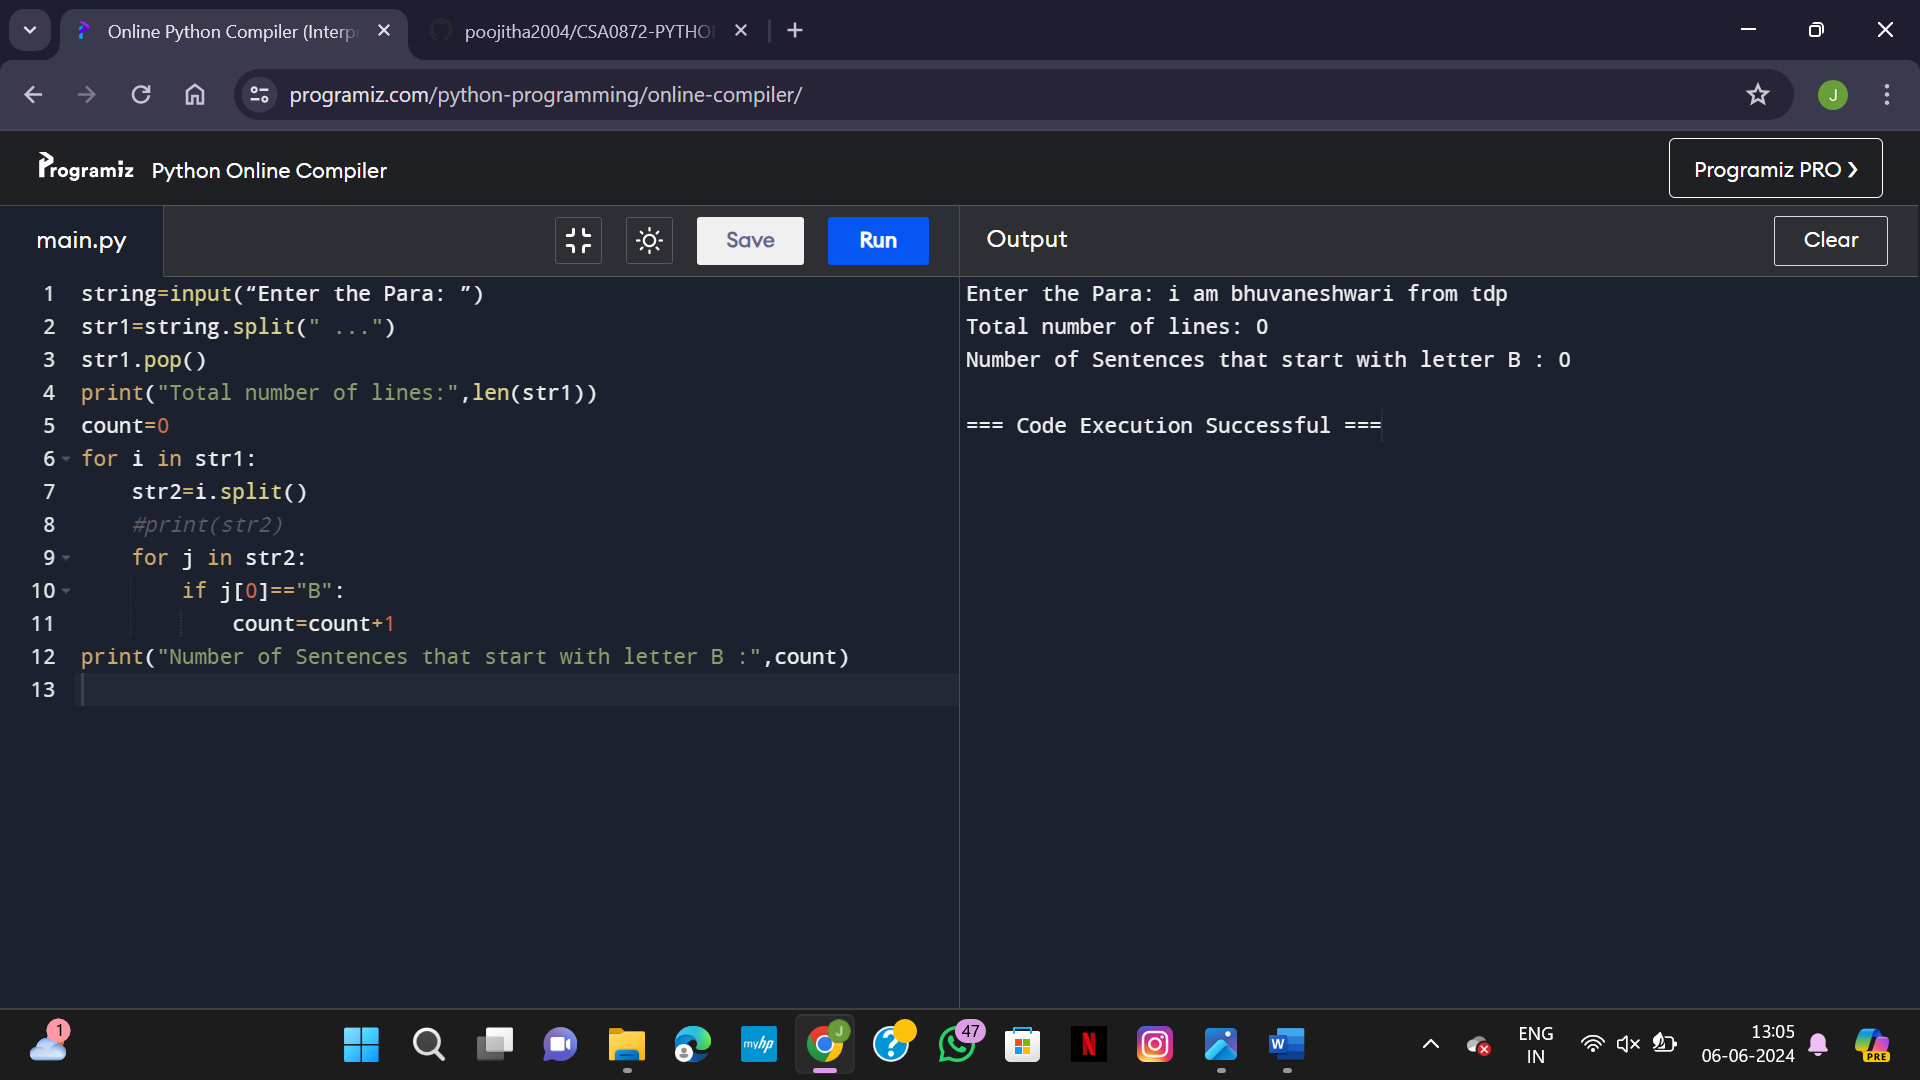 Online Python Compiler (Interp
poojitha2004/CSA0872-PYTHO
programiz.com/python-programming/online-compiler/
J
Programiz Python Online Compiler
Programiz PRO ❯
main.py
Save
Run
Output
Clear
1 string=input(“Enter the Para: ”)
2 str1=string.split(" ...")
3 str1.pop()
4 print("Total number of lines:",len(str1))
5 count=0
6 for i in str1:
7     str2=i.split()
8     #print(str2)
9     for j in str2:
10         if j[0]=="B":
11             count=count+1
12 print("Number of Sentences that start with letter B :",count)
13
Enter the Para: i am bhuvaneshwari from tdp
Total number of lines: 0
Number of Sentences that start with letter B : 0
=== Code Execution Successful ===
1
myhp
J
?
47
N
W
ENG
IN
13:05
06-06-2024
PRE